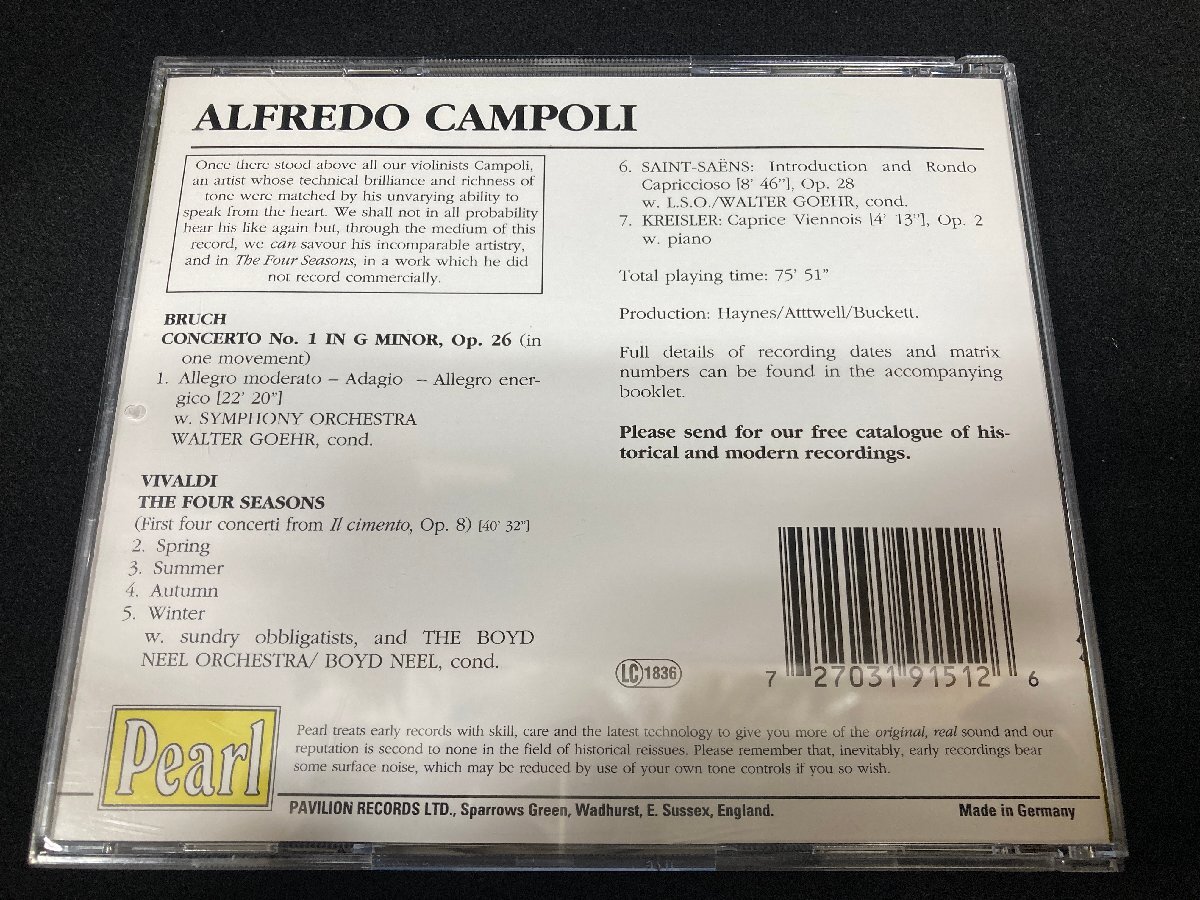 ALFREDO CAMPOLI
Once there stood above all our violinists Campoli,
an artist whose technical brilliance and richness of
tone were matched by his unvarying ability to
speak from the heart. We shall not in all probability
hear his like again but, through the medium of this
record, we can savour his incomparable artistry,
and in The Four Seasons, in a work which he did
not record commercially.
BRUCH
CONCERTO No. 1 IN G MINOR, Op. 26 (in
one movement)
1. Allegro moderato – Adagio – Allegro ener-
gico [22' 20"]
w. SYMPHONY ORCHESTRA
WALTER GOEHR, cond.
VIVALDI
THE FOUR SEASONS
(First four concerti from Il cimento, Op. 8) [40' 32"]
2. Spring
3. Summer
4. Autumn
5. Winter
w. sundry obbligatists, and THE BOYD
NEEL ORCHESTRA/ BOYD NEEL, cond.
6. SAINT-SAËNS: Introduction and Rondo
Capriccioso [8' 46"], Op. 28
w. L.S.O./WALTER GOEHR, cond.
7. KREISLER: Caprice Viennois [4' 13"], Op. 2
w. piano
Total playing time: 75' 51"
Production: Haynes/Atttwell/Buckett.
Full details of recording dates and matrix
numbers can be found in the accompanying
booklet.
Please send for our free catalogue of his-
torical and modern recordings.
LC 1836
7 27031 91512 6
Pearl
Pearl treats early records with skill, care and the latest technology to give you more of the original, real sound and our
reputation is second to none in the field of historical reissues. Please remember that, inevitably, early recordings bear
some surface noise, which may be reduced by use of your own tone controls if you so wish.
PAVILION RECORDS LTD., Sparrows Green, Wadhurst, E. Sussex, England.
Made in Germany